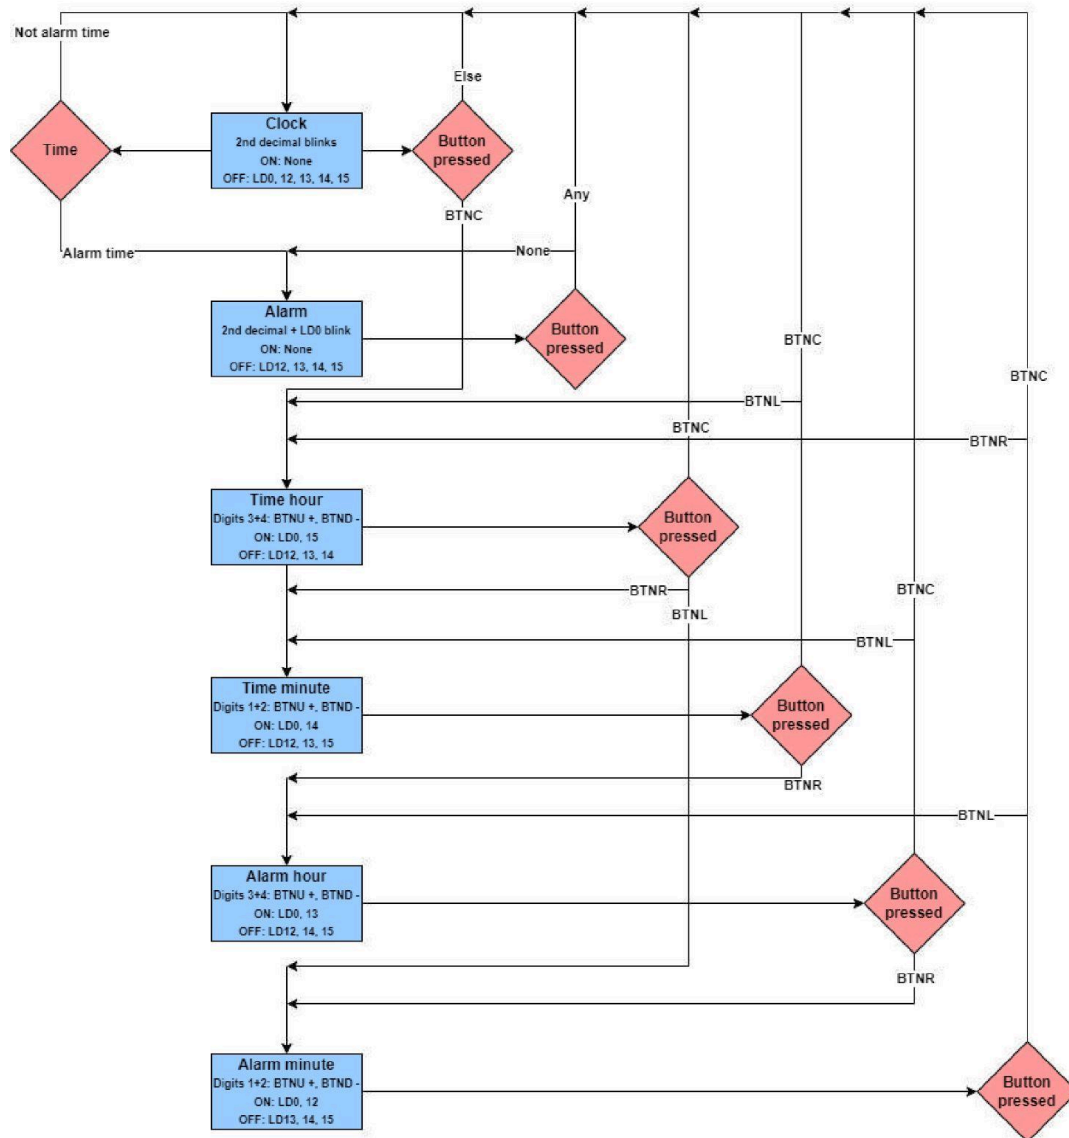 Not alarm time
Else
Time
Clock
2nd decimal blinks
ON: None
OFF: LD0, 12, 13, 14, 15
Button
pressed
Any
BTNC
Alarm time
None
Alarm
2nd decimal + LD0 blink
ON: None
OFF: LD12, 13, 14, 15
Button
pressed
BTNC
BTNC
BTNL
BTNC
BTNR
Time hour
Digits 3+4: BTNU +, BTND -
ON: LD0, 15
OFF: LD12, 13, 14
Button
pressed
BTNR
BTNC
BTNL
BTNL
Time minute
Digits 1+2: BTNU +, BTND -
ON: LD0, 14
OFF: LD12, 13, 15
Button
pressed
BTNR
BTNL
Alarm hour
Digits 3+4: BTNU +, BTND -
ON: LD0, 13
OFF: LD12, 14, 15
Button
pressed
BTNR
Alarm minute
Digits 1+2: BTNU +, BTND -
ON: LD0, 12
OFF: LD13, 14, 15
Button
pressed